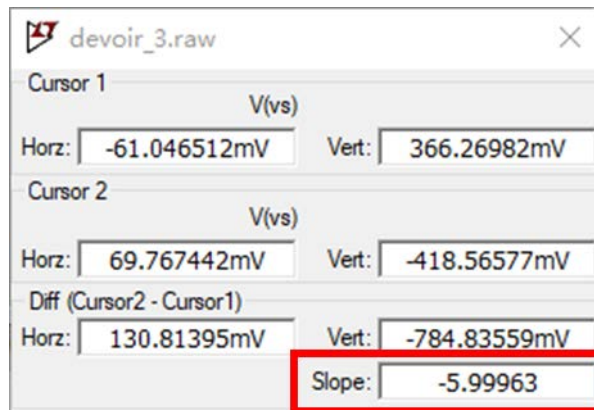 devoir_3.raw
Cursor 1
V(vs)
Horz: -61.046512mV Vert: 366.26982mV
Cursor 2
V(vs)
Horz: 69.767442mV Vert: -418.56577mV
Diff (Cursor2 - Cursor1)
Horz: 130.81395mV Vert: -784.83559mV
Slope: -5.99963